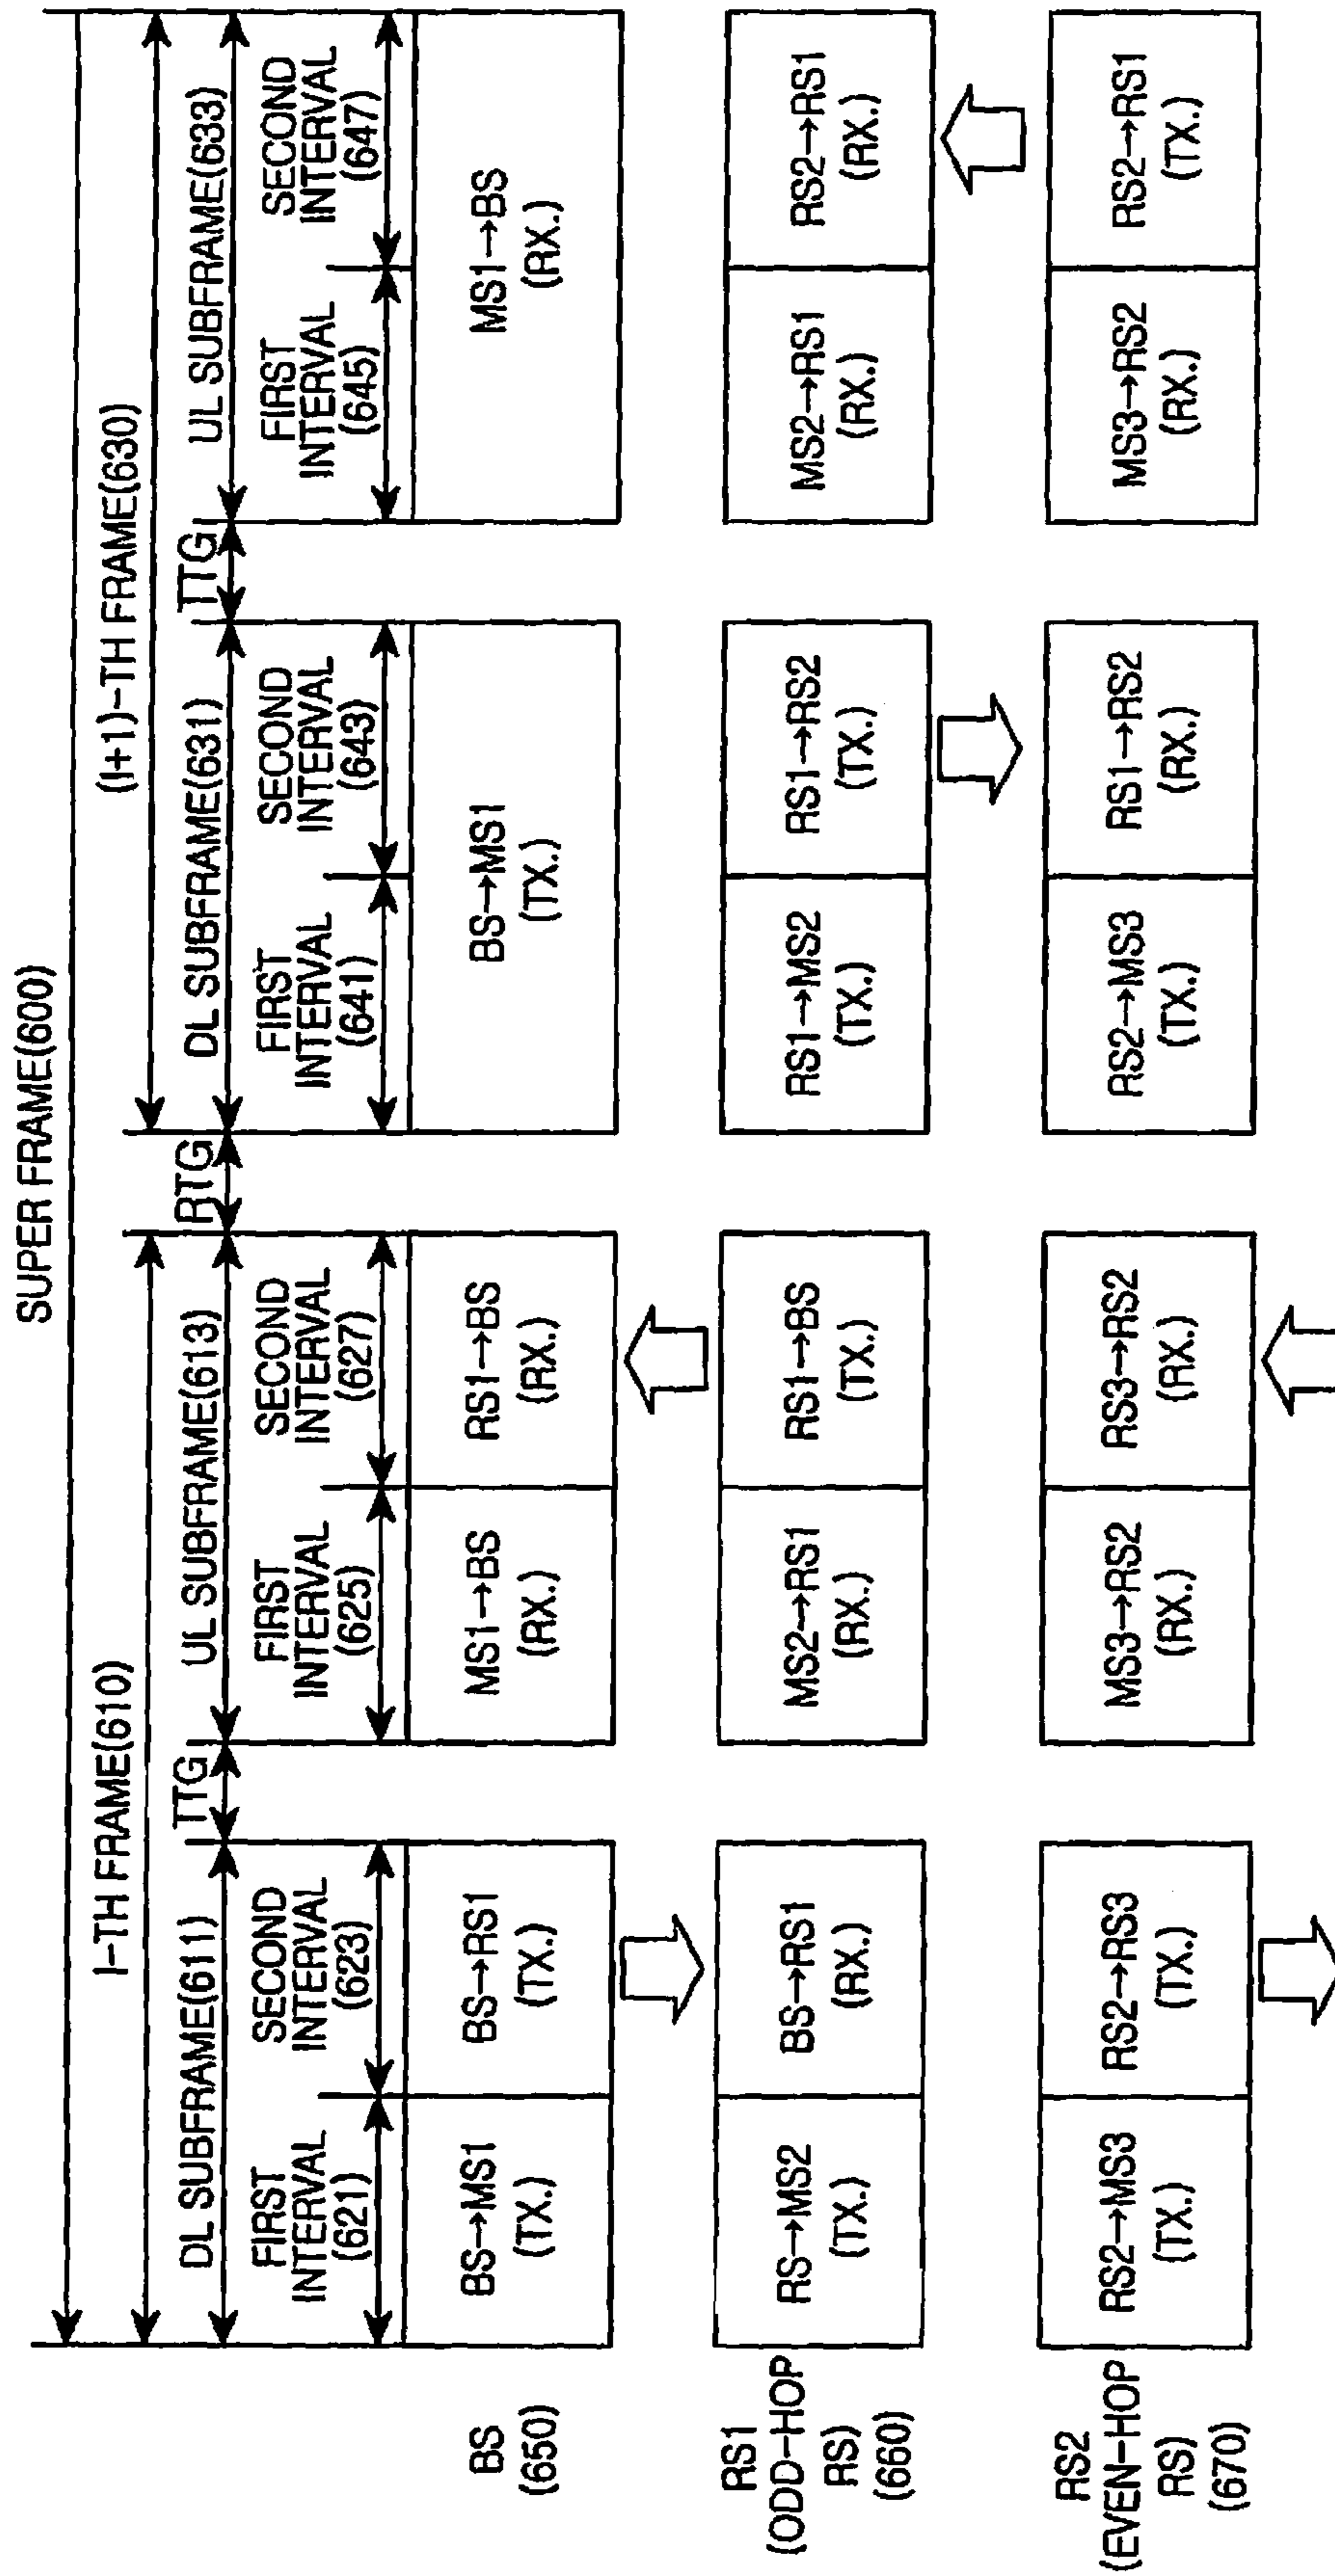 SUPER FRAME(600)
I-TH FRAME(610)
(I+1)-TH FRAME(630)
DL SUBFRAME(611)
TTG
UL SUBFRAME(613)
RTG
DL SUBFRAME(631)
TTG
UL SUBFRAME(633)
FIRST
INTERVAL
(621)
SECOND
INTERVAL
(623)
FIRST
INTERVAL
(625)
SECOND
INTERVAL
(627)
FIRST
INTERVAL
(641)
SECOND
INTERVAL
(643)
FIRST
INTERVAL
(645)
SECOND
INTERVAL
(647)
BS
(650)
BS→MS1
(TX.)
BS→RS1
(TX.)
MS1→BS
(RX.)
RS1→BS
(RX.)
BS→MS1
(TX.)
MS1→BS
(RX.)
RS1
(ODD-HOP
RS)
(660)
RS→MS2
(TX.)
BS→RS1
(RX.)
MS2→RS1
(RX.)
RS1→BS
(TX.)
RS1→MS2
(TX.)
RS1→RS2
(TX.)
MS2→RS1
(RX.)
RS2→RS1
(RX.)
RS2
(EVEN-HOP
RS)
(670)
RS2→MS3
(TX.)
RS2→RS3
(TX.)
MS3→RS2
(RX.)
RS3→RS2
(RX.)
RS2→MS3
(TX.)
RS1→RS2
(RX.)
MS3→RS2
(RX.)
RS2→RS1
(TX.)